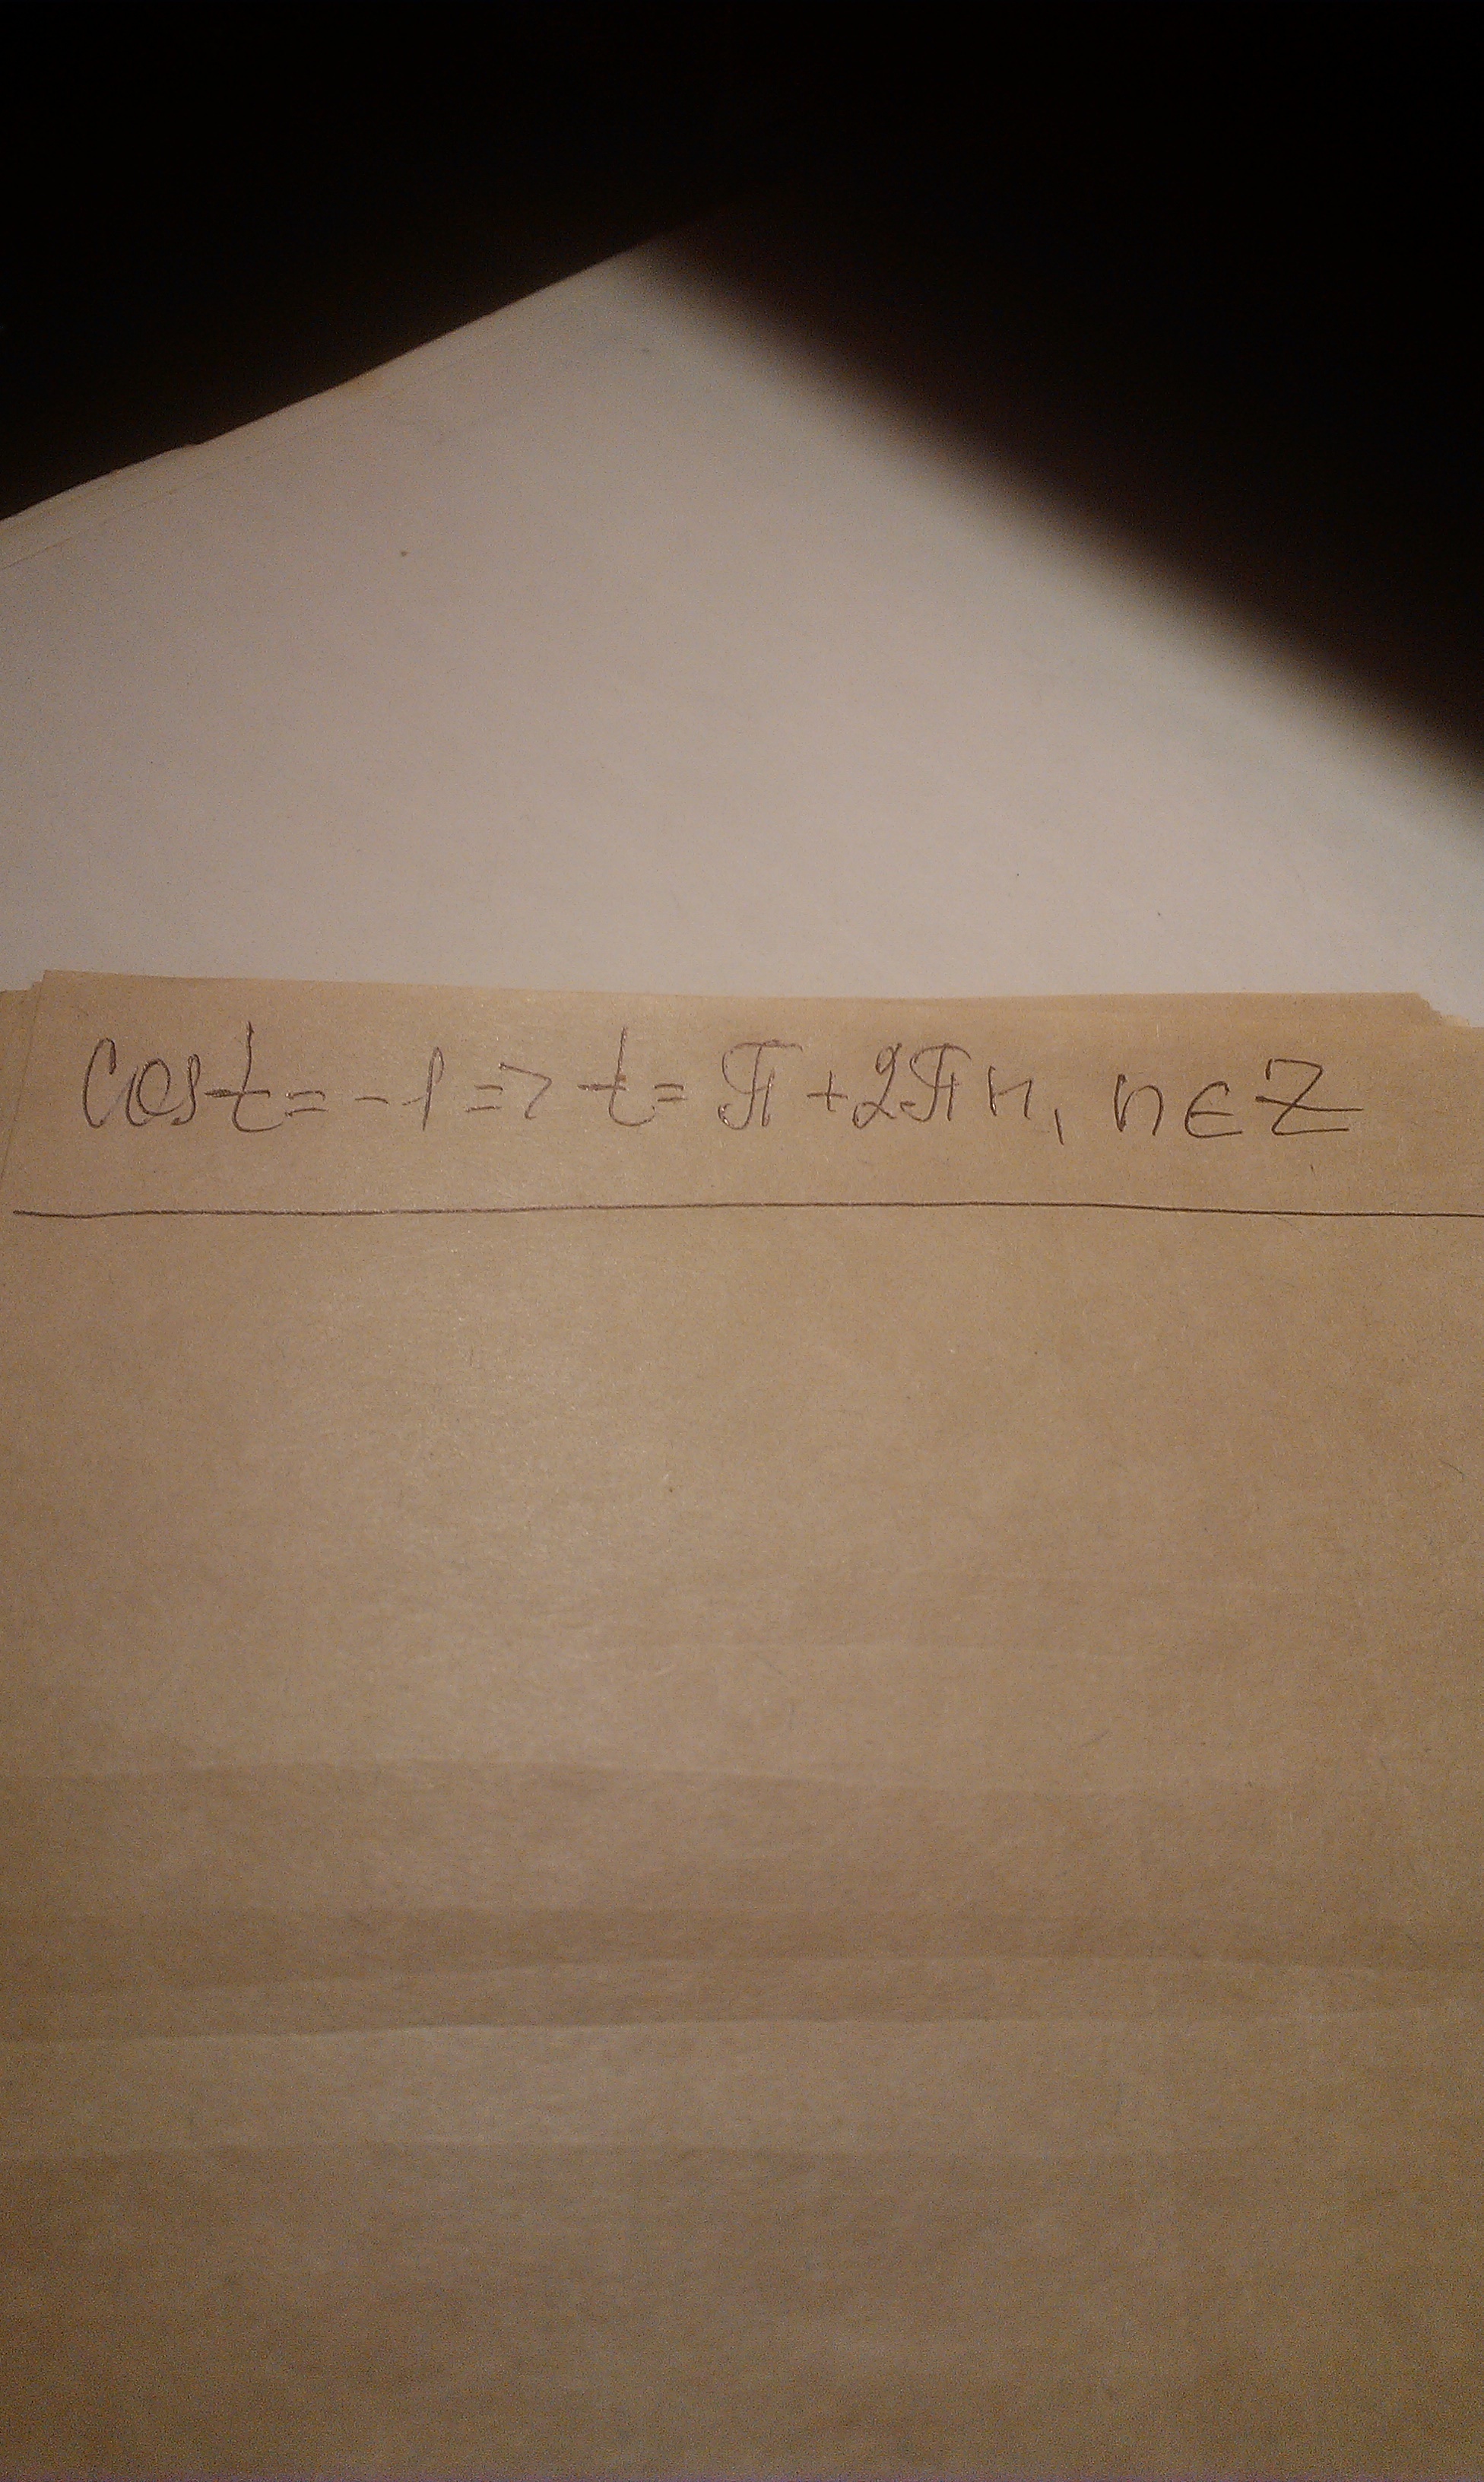 cos t = -1 => t = π + 2πn, n ∈ Z